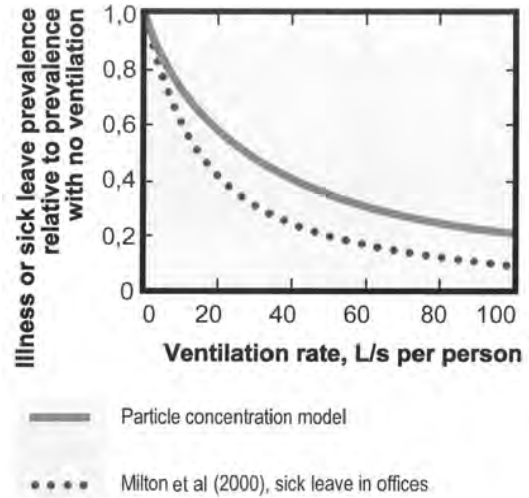 Illness or sick leave prevalence
relative to prevalence
with no ventilation
1,0
0,8
0,6
0,4
0,2
0
0 20 40 60 80 100
Ventilation rate, L/s per person
Particle concentration model
Milton et al (2000), sick leave in offices